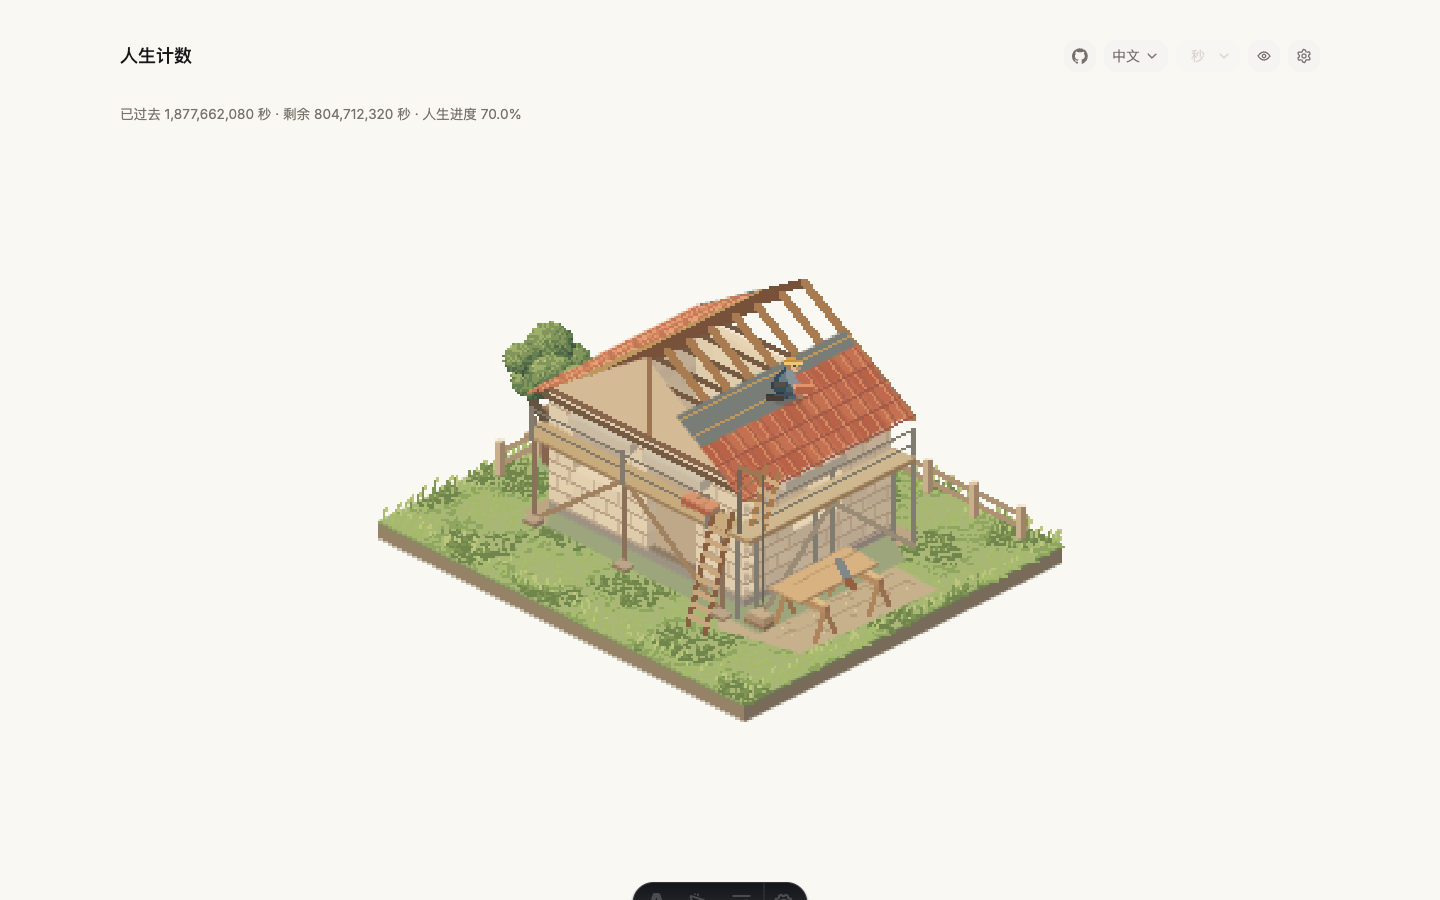 人生计数
中文
秒
已过去 1,877,662,080 秒 · 剩余 804,712,320 秒 · 人生进度 70.0%